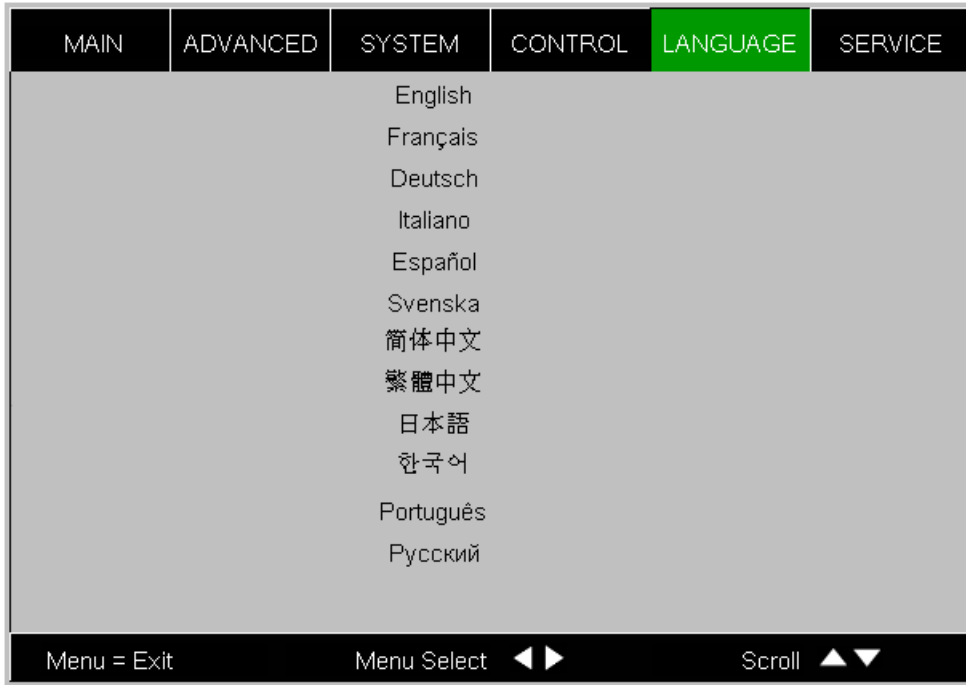 MAIN ADVANCED SYSTEM CONTROL LANGUAGE SERVICE
English
Français
Deutsch
Italiano
Español
Svenska
简体中文
繁體中文
日本語
한국어
Português
Русский
Menu = Exit Menu Select ◀ ▶ Scroll ▲▼